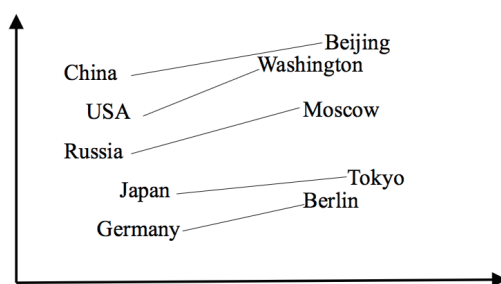 Beijing
Washington
China
USA
Moscow
Russia
Tokyo
Japan
Berlin
Germany